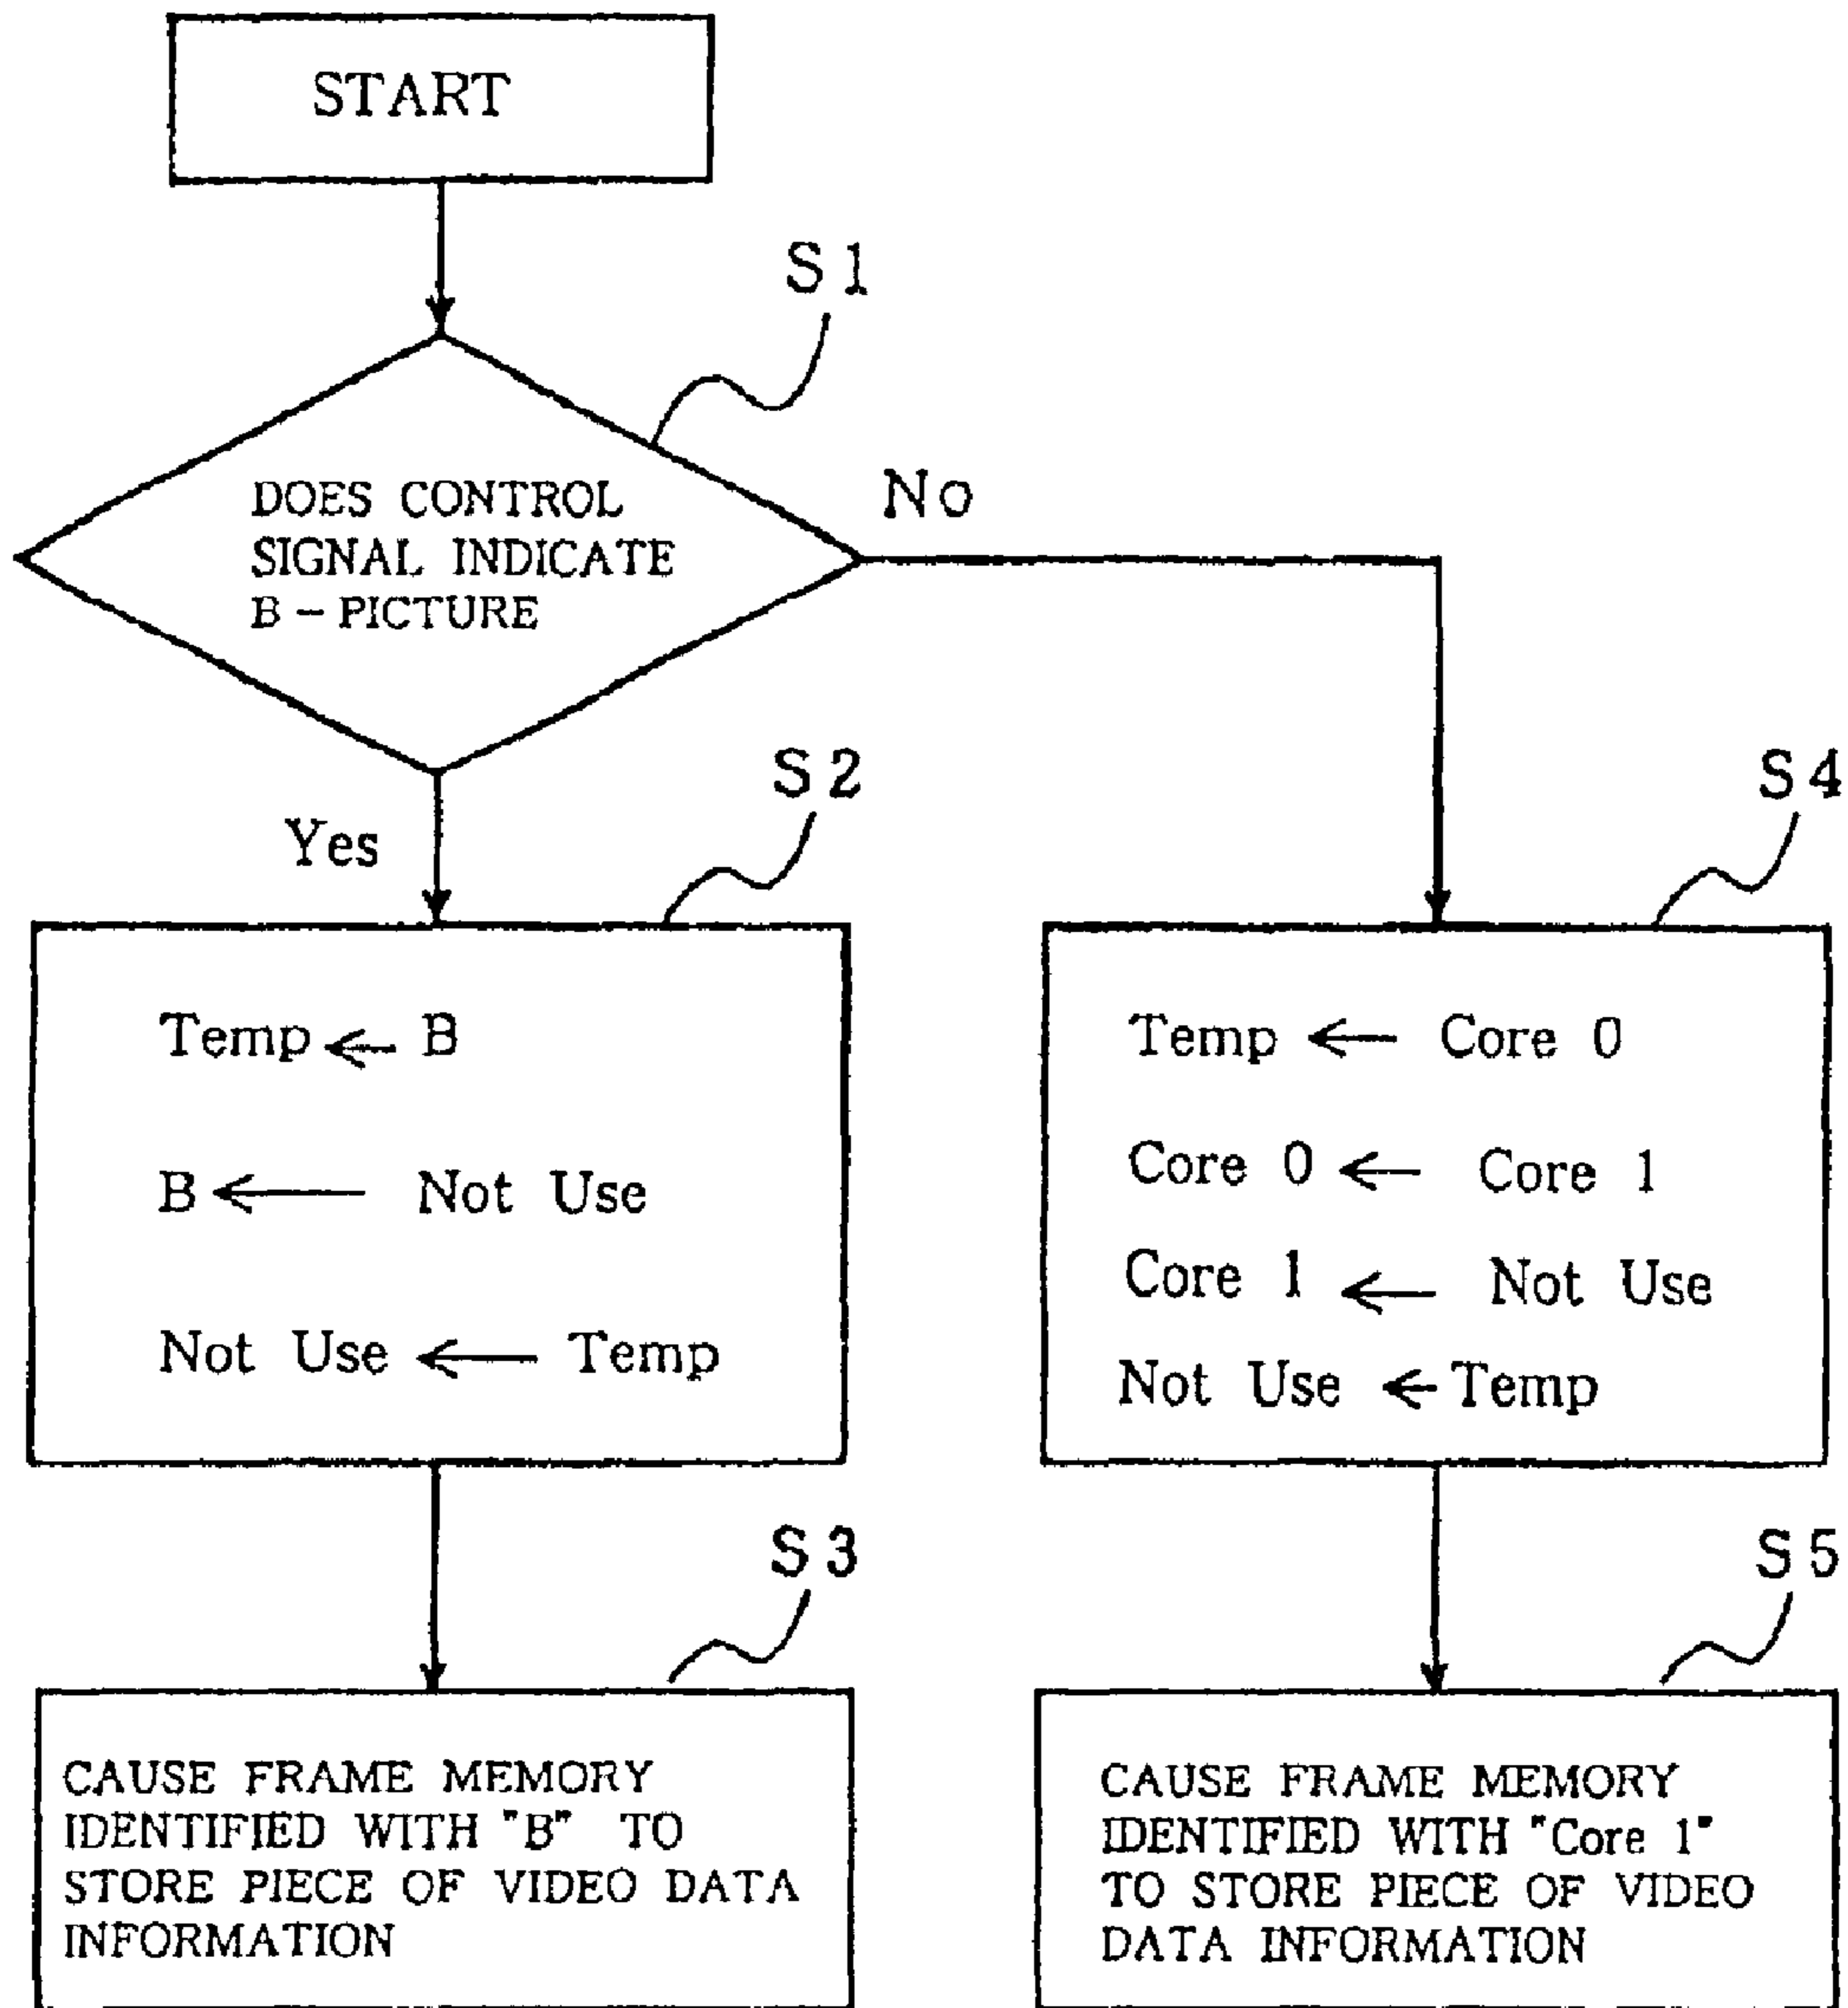 START
S1
DOES CONTROL
SIGNAL INDICATE
B - PICTURE
No
Yes
S2
Temp ← B
B ← Not Use
Not Use ← Temp
S3
CAUSE FRAME MEMORY
IDENTIFIED WITH "B" TO
STORE PIECE OF VIDEO DATA
INFORMATION
S4
Temp ← Core 0
Core 0 ← Core 1
Core 1 ← Not Use
Not Use ← Temp
S5
CAUSE FRAME MEMORY
IDENTIFIED WITH "Core 1"
TO STORE PIECE OF VIDEO
DATA INFORMATION